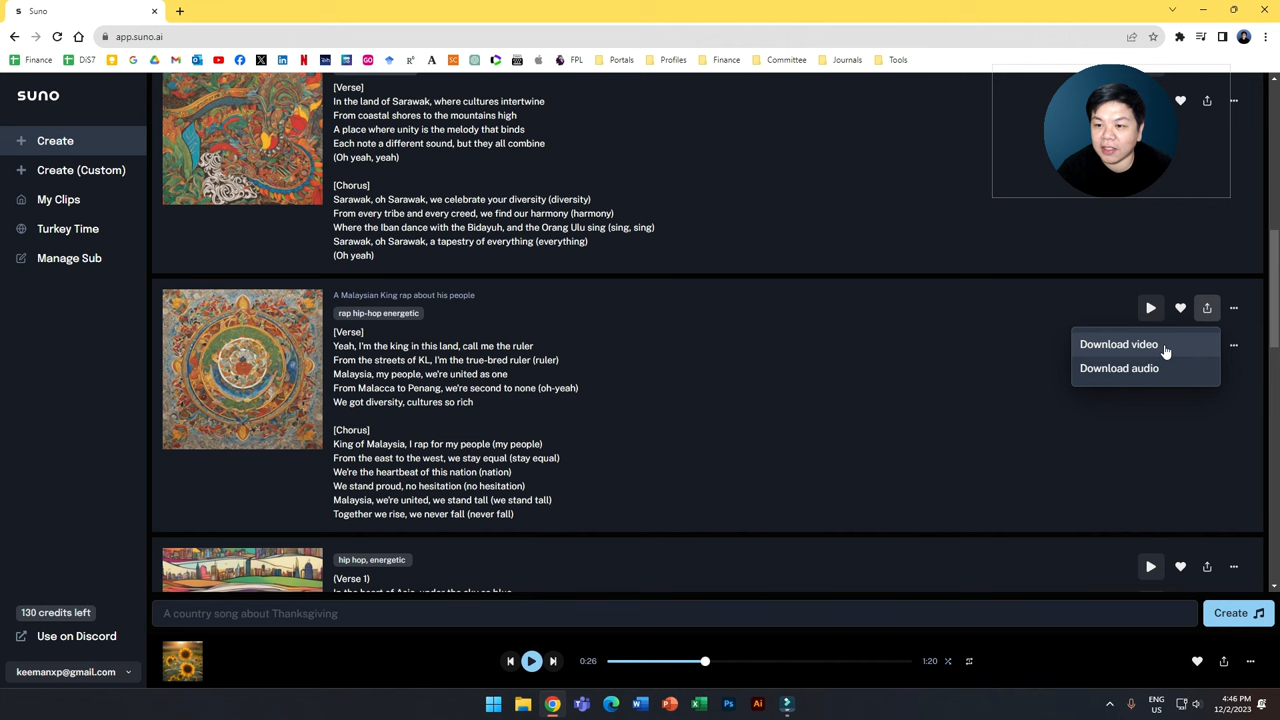 Suno
app.suno.ai
Finance
DiS7
FPL
Portals
Profiles
Finance
Committee
Journals
Tools
SUNO
Create
Create (Custom)
My Clips
Turkey Time
Manage Sub
[Verse]
In the land of Sarawak, where cultures intertwine
From coastal shores to the mountains high
A place where unity is the melody that binds
Each note a different sound, but they all combine
(Oh yeah, yeah)
[Chorus]
Sarawak, oh Sarawak, we celebrate your diversity (diversity)
From every tribe and every creed, we find our harmony (harmony)
Where the Iban dance with the Bidayuh, and the Orang Ulu sing (sing, sing)
Sarawak, oh Sarawak, a tapestry of everything (everything)
(Oh yeah)
A Malaysian King rap about his people
rap hip-hop energetic
[Verse]
Yeah, I'm the king in this land, call me the ruler
From the streets of KL, I'm the true-bred ruler (ruler)
Malaysia, my people, we're united as one
From Malacca to Penang, we're second to none (oh-yeah)
We got diversity, cultures so rich
[Chorus]
King of Malaysia, I rap for my people (my people)
From the east to the west, we stay equal (stay equal)
We're the heartbeat of this nation (nation)
We stand proud, no hesitation (no hesitation)
Malaysia, we're united, we stand tall (we stand tall)
Together we rise, we never fall (never fall)
Download video
Download audio
hip hop, energetic
(Verse 1)
In the heart of Asia, under the sky so blue
130 credits left
Use on Discord
keemanxp@gmail.com
A country song about Thanksgiving
Create
0:26
1:20
ENG
US
4:46 PM
12/2/2023